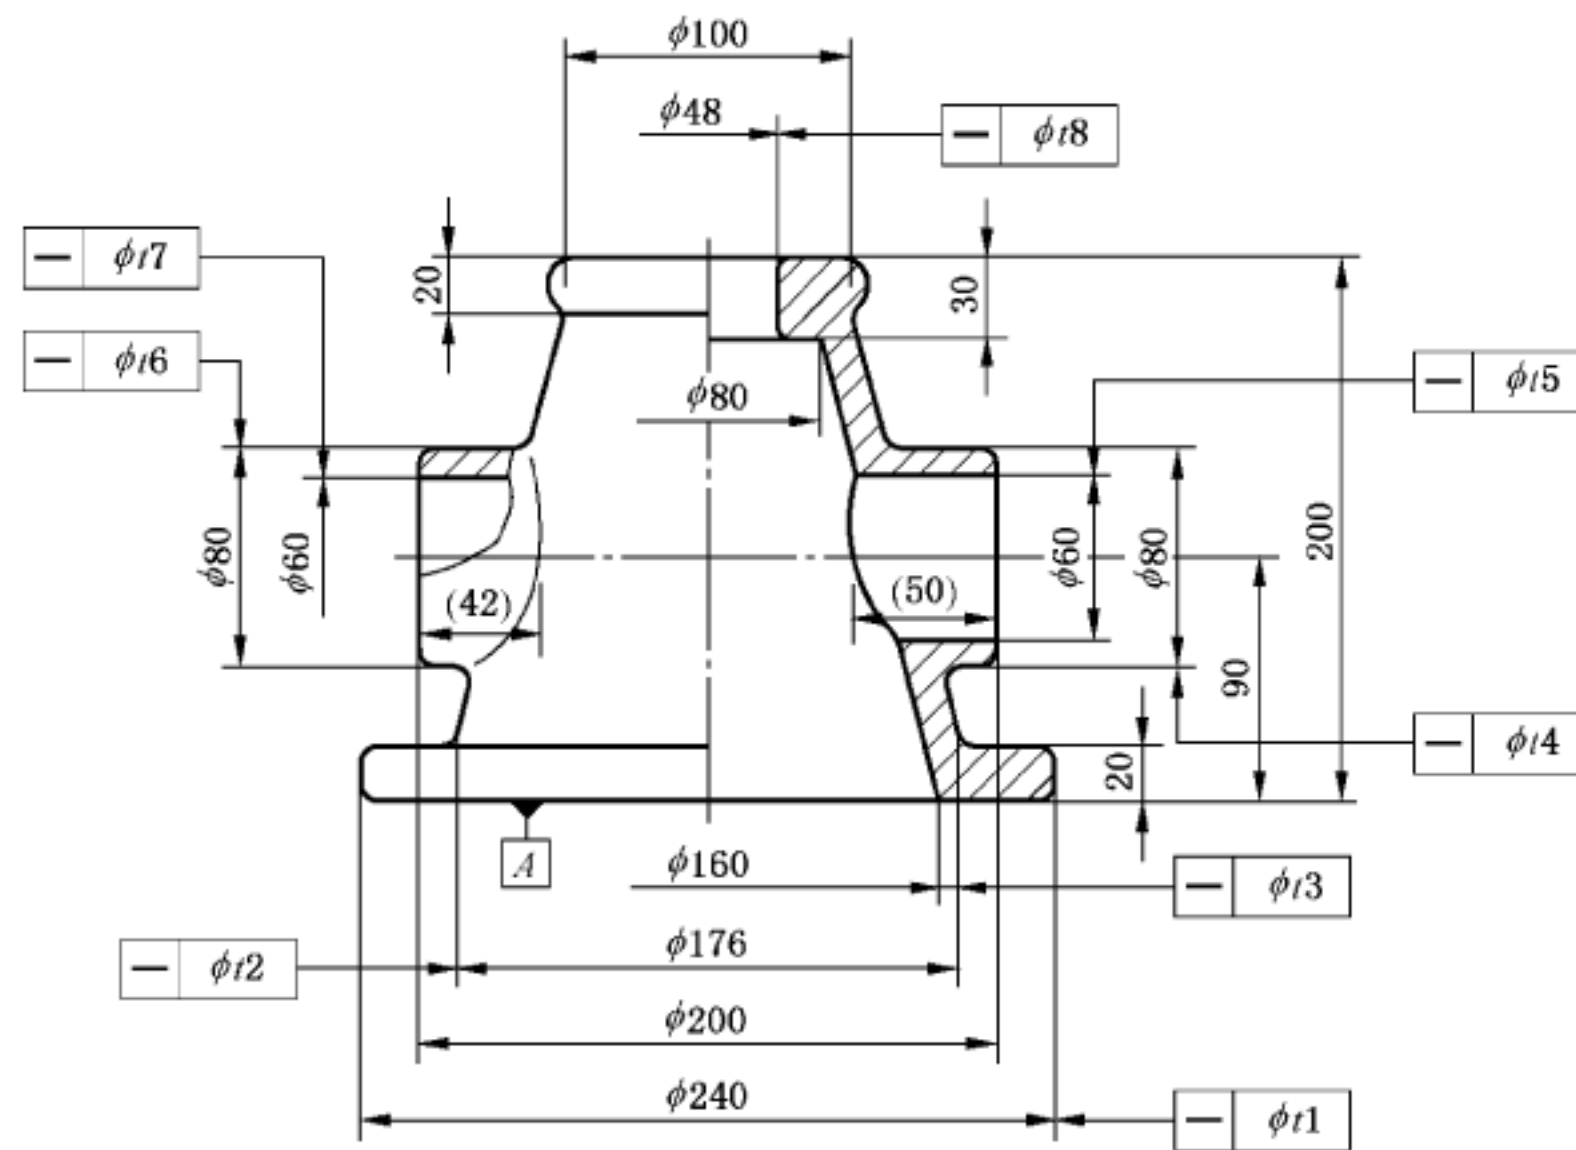 ϕ100
ϕ48
— ϕt8
— ϕt7
20
30
— ϕt6
ϕ80
— ϕt5
ϕ80
ϕ60
(42)
(50)
ϕ60
ϕ80
200
90
20
— ϕt4
A
ϕ160
— ϕt3
— ϕt2
ϕ176
ϕ200
ϕ240
— ϕt1